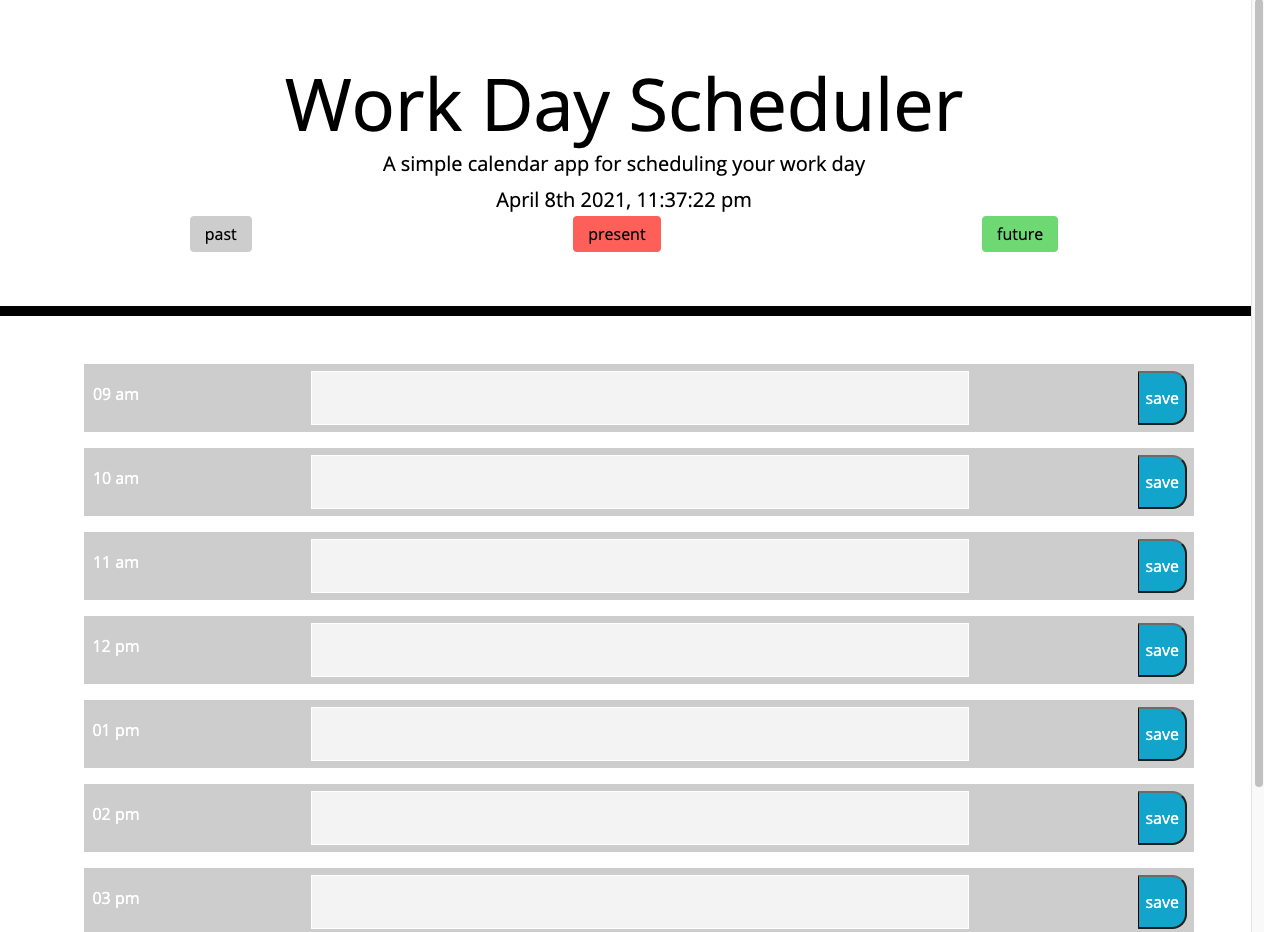 Work Day Scheduler
A simple calendar app for scheduling your work day
April 8th 2021, 11:37:22 pm
past present future
09 am save
10 am save
11 am save
12 pm save
01 pm save
02 pm save
03 pm save